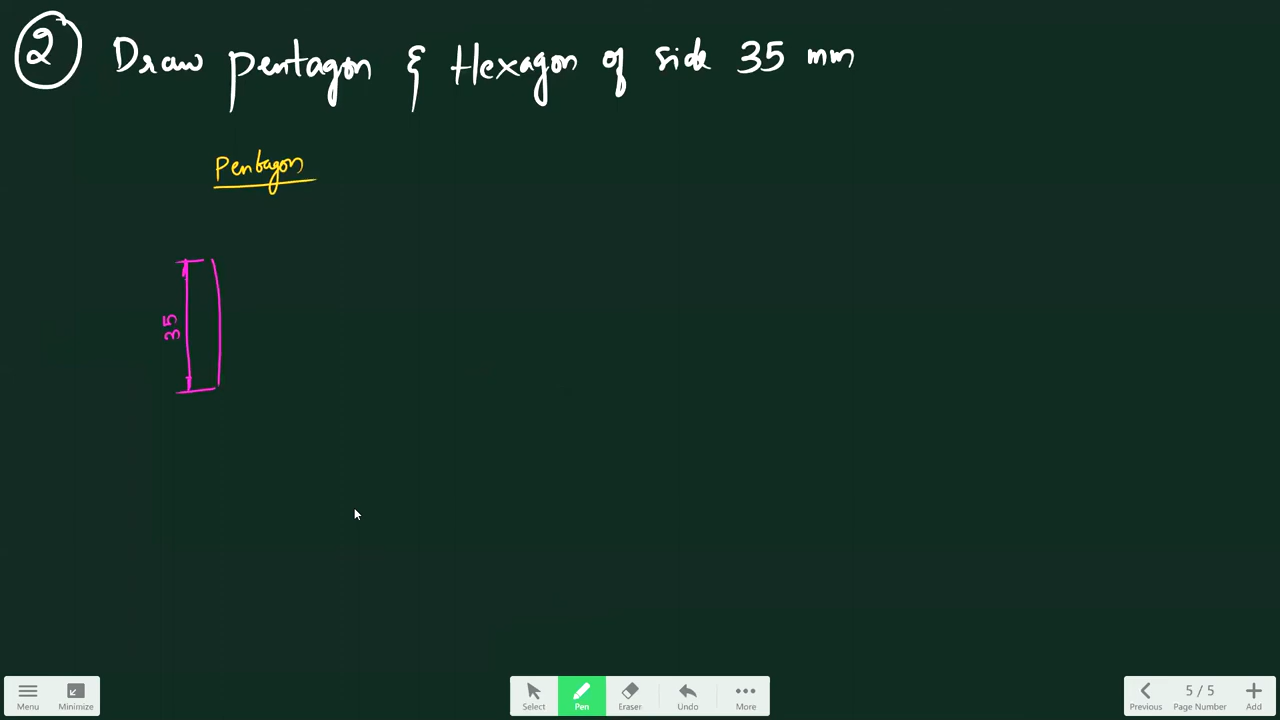 ② Draw pentagon & Hexagon of side 35 mm
Pentagon
35
Menu
Minimize
Select
Pen
Eraser
Undo
More
Previous
5 / 5
Page Number
Add